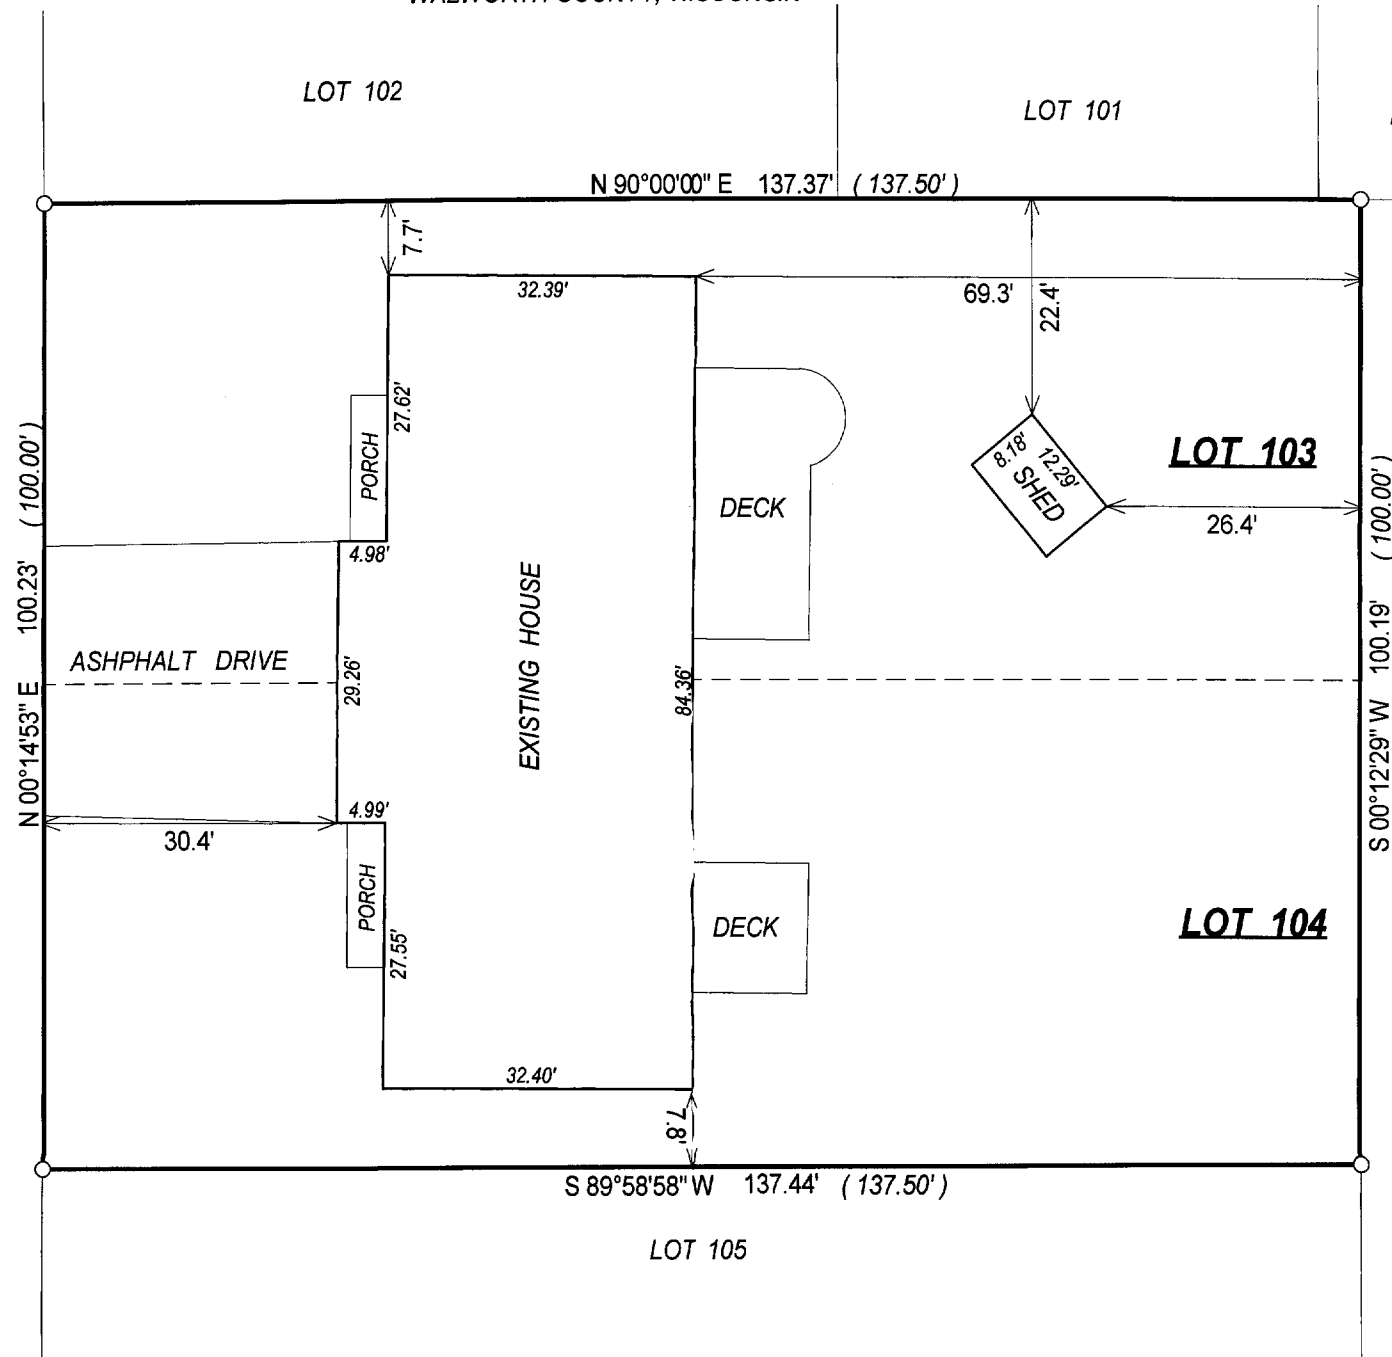 LOT 102
LOT 101
N 90°00'00" E 137.37' ( 137.50' )
7.7'
32.39'
69.3'
22.4'
27.62'
PORCH
8.18' 12.29'
SHED
LOT 103
( 100.00' )
DECK
26.4'
( 100.00' )
4.98'
EXISTING HOUSE
100.23'
100.19'
ASHPHALT DRIVE
29.26'
84.36'
N 00°14'53" E
S 00°12'29" W
4.99'
30.4'
PORCH
27.55'
DECK
LOT 104
32.40'
7.8'
S 89°58'58" W 137.44' ( 137.50' )
LOT 105